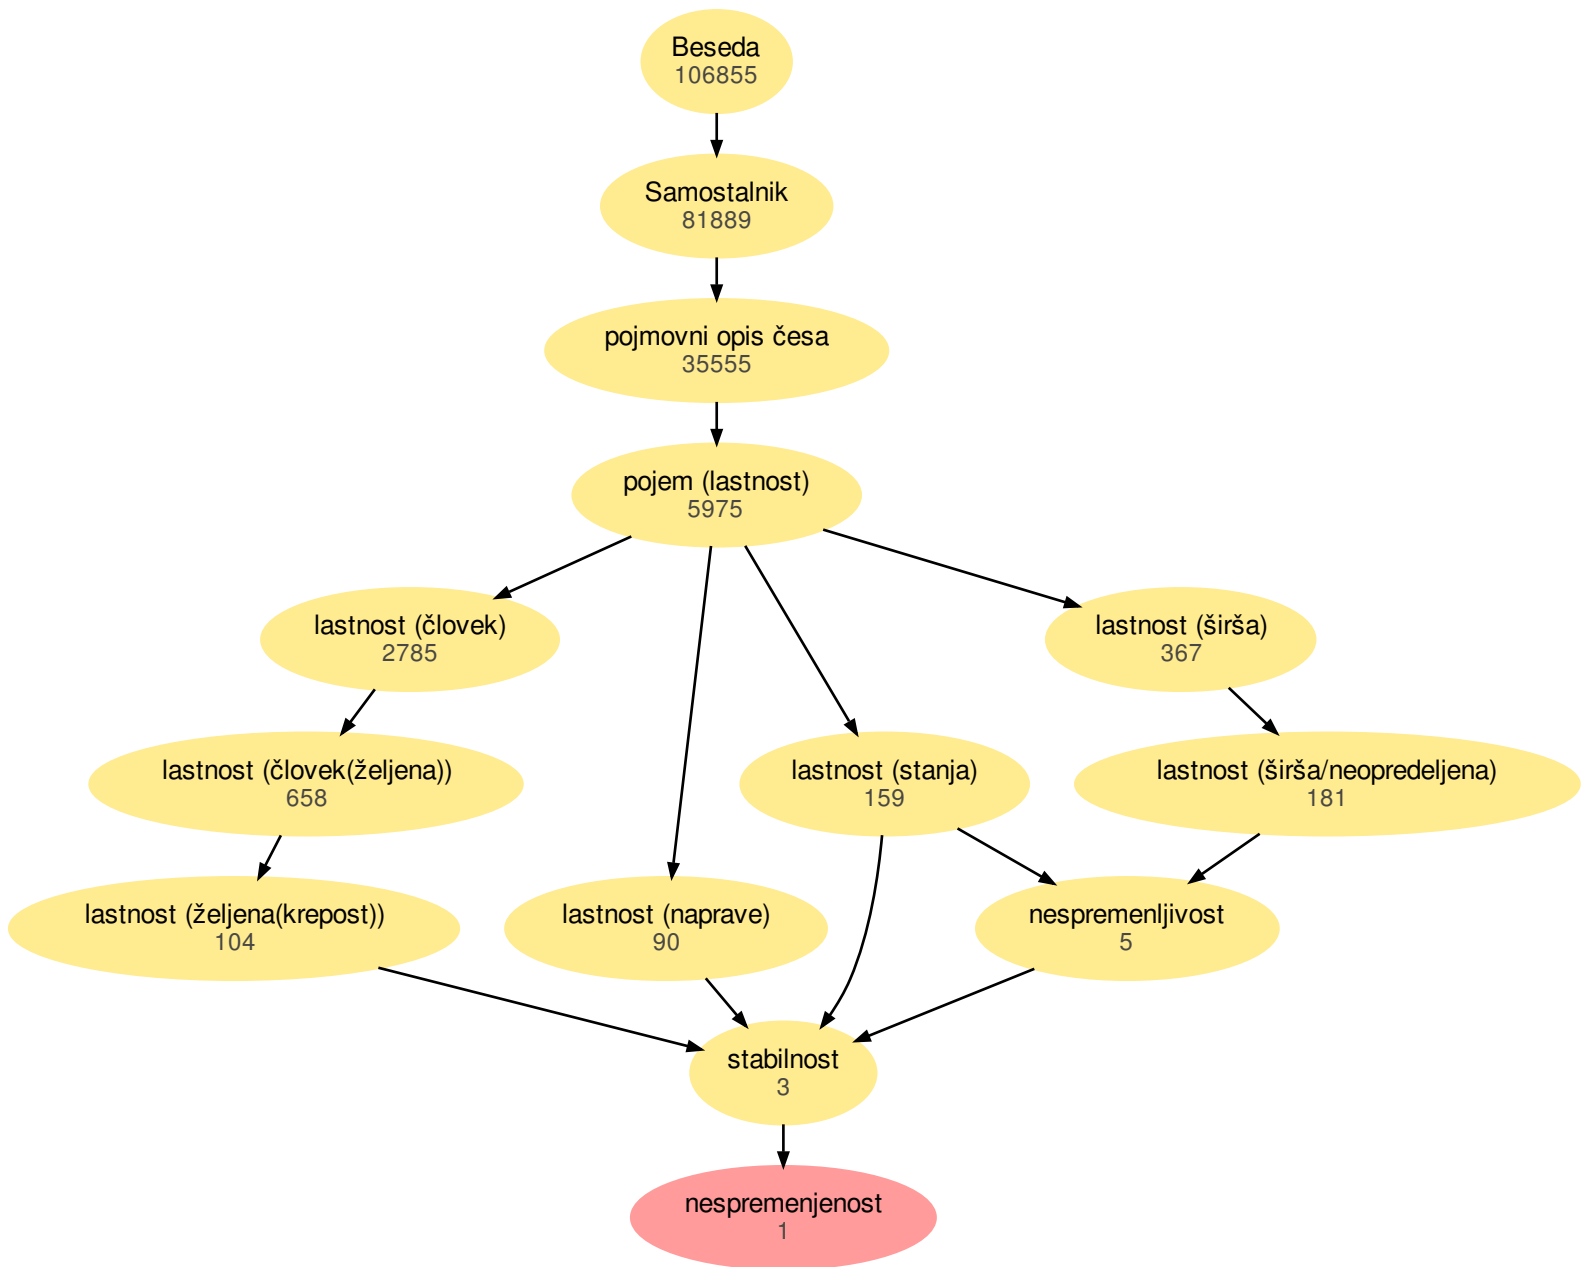 Beseda
106855
Samostalnik
81889
pojmovni opis česa
35555
pojem (lastnost)
5975
lastnost (človek)
2785
lastnost (širša)
367
lastnost (človek(željena))
658
lastnost (stanja)
159
lastnost (širša/neopredeljena)
181
lastnost (željena(krepost))
104
lastnost (naprave)
90
nespremenljivost
5
stabilnost
3
nespremenjenost
1